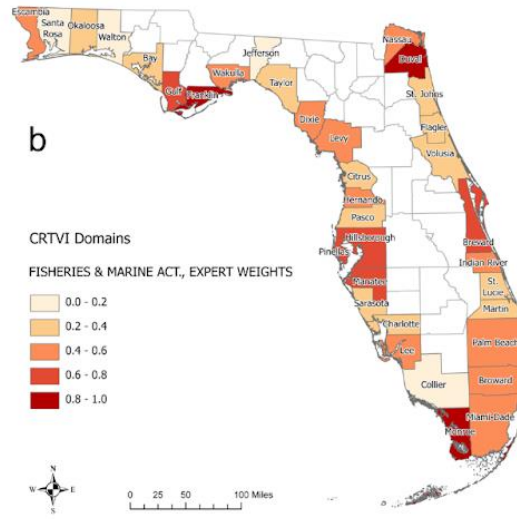 Escambia
Santa
Rosa
Okaloosa
Walton
Bay
Jefferson
Gulf
Franklin
Wakulla
Taylor
Nassau
Duval
St. Johns
Dixie
Levy
Flagler
Volusia
b
Citrus
Hernando
Pasco
Hillsborough
Pinellas
Manatee
Sarasota
Brevard
Indian River
St.
Lucie
Martin
Charlotte
Lee
Palm Beach
Collier
Broward
Monroe
Miami-Dade
CRTVI Domains
FISHERIES & MARINE ACT., EXPERT WEIGHTS
0.0 - 0.2
0.2 - 0.4
0.4 - 0.6
0.6 - 0.8
0.8 - 1.0
N
W
E
S
0 25 50 100 Miles